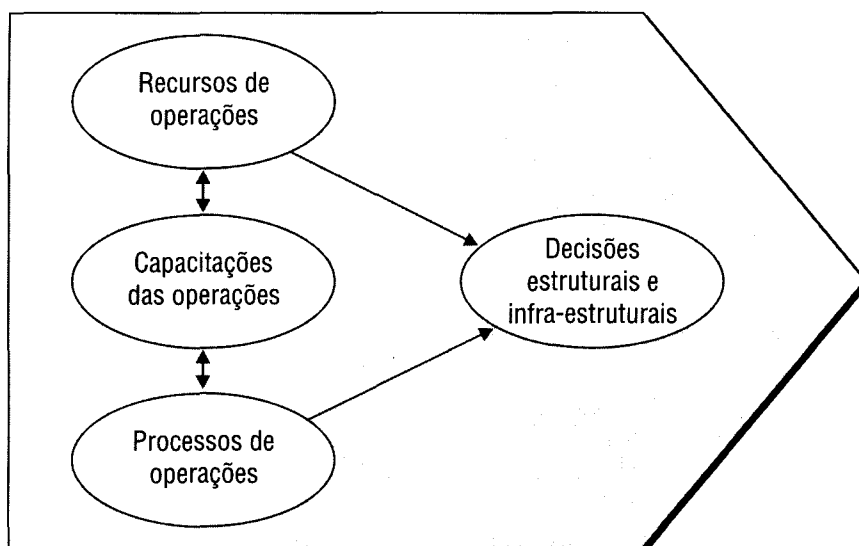 Recursos de
operações
Capacitações
das operações
Processos de
operações
Decisões
estruturais e
infra-estruturais